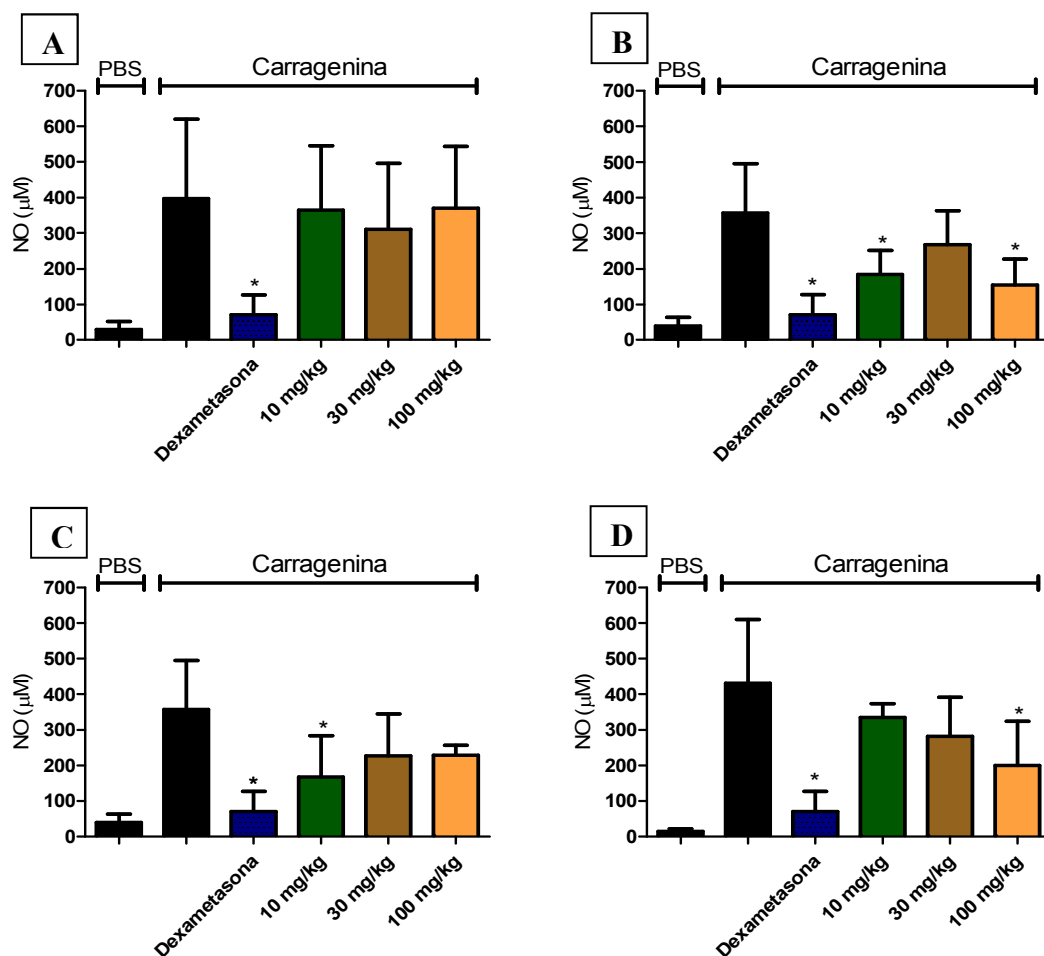 A
PBS
Carragenina
700
600
500
400
300
200
100
0
NO (μM)
*
Dexametasona
10 mg/kg
30 mg/kg
100 mg/kg
B
PBS
Carragenina
700
600
500
400
300
200
100
0
NO (μM)
*
*
*
Dexametasona
10 mg/kg
30 mg/kg
100 mg/kg
C
PBS
Carragenina
700
600
500
400
300
200
100
0
NO (μM)
*
*
Dexametasona
10 mg/kg
30 mg/kg
100 mg/kg
D
PBS
Carragenina
700
600
500
400
300
200
100
0
NO (μM)
*
*
Dexametasona
10 mg/kg
30 mg/kg
100 mg/kg